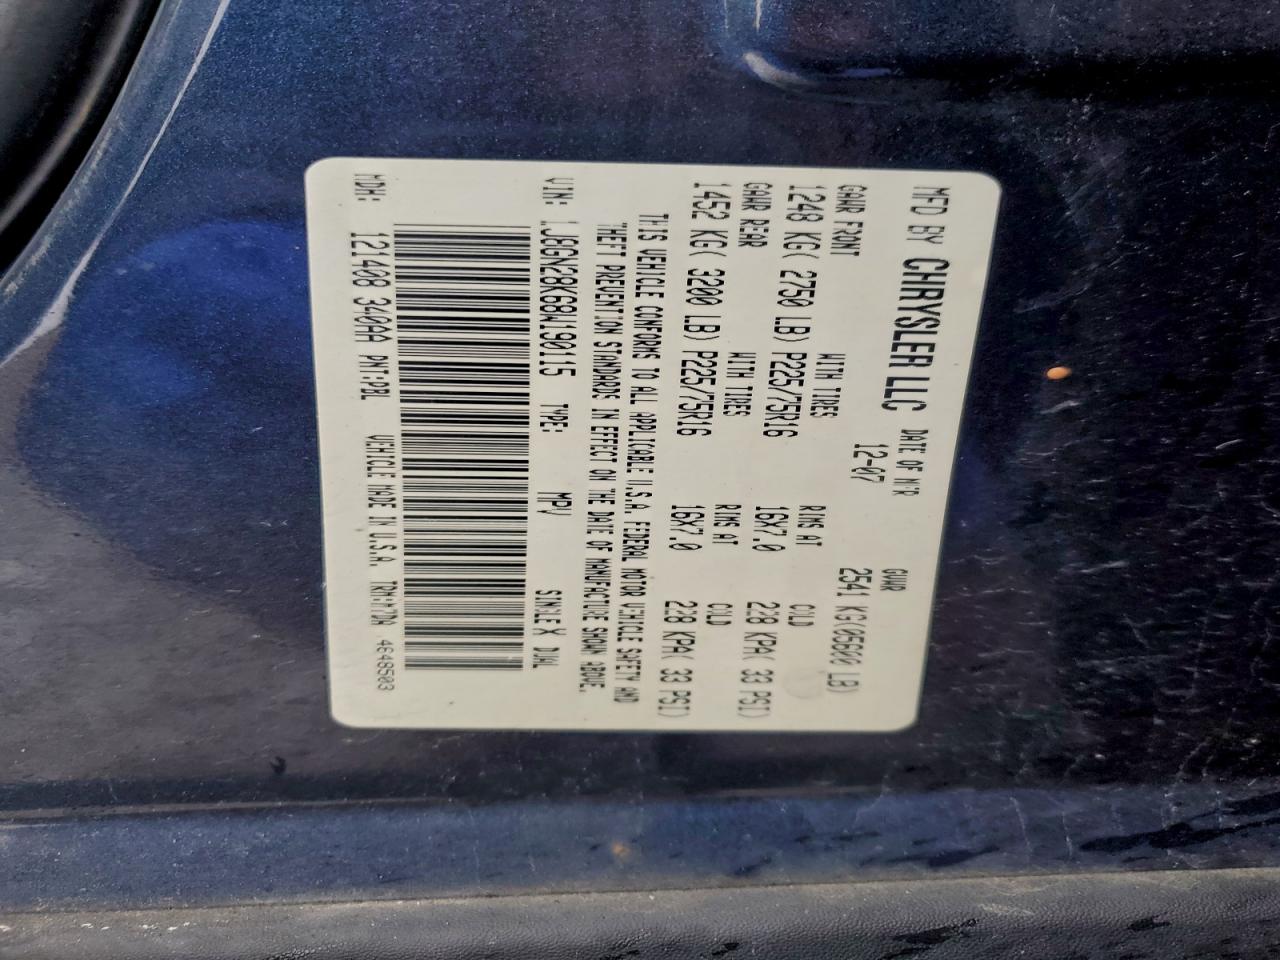 MFD BY CHRYSLER LLC DATE OF M'R 12-07 GVWR 2541 KG(05600 LB)
GAWR FRONT WITH TIRES RIMS AT COLD
1248 KG( 2750 LB) P225/75R16 16X7.0 228 KPA( 33 PSI)
GAWR REAR WITH TIRES RIMS AT COLD
1452 KG( 3200 LB) P225/75R16 16X7.0 228 KPA( 33 PSI)
THIS VEHICLE CONFORMS TO ALL APPLICABLE U.S.A. FEDERAL MOTOR VEHICLE SAFETY AND
THEFT PREVENTION STANDARDS IN EFFECT ON THE DATE OF MANUFACTURE SHOWN ABOVE.
VIN: 1J8GN28K68W190115 TYPE: MPV SINGLE X DUAL
MDH: 121408 340AA PNT:PBL VEHICLE MADE IN U.S.A. TRM:A7DA 4648503